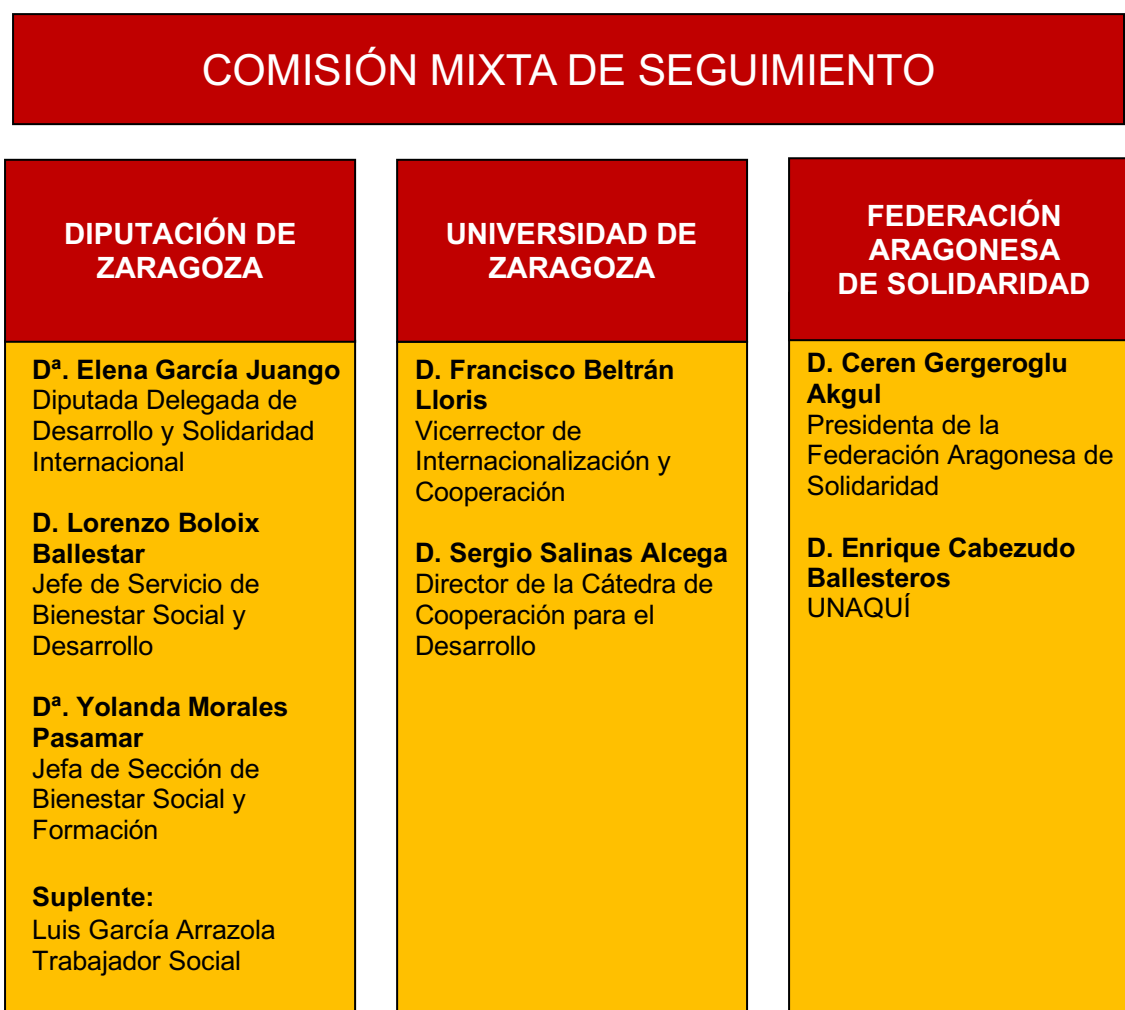 COMISIÓN MIXTA DE SEGUIMIENTO
DIPUTACIÓN DE
ZARAGOZA
Dª. Elena García Juango
Diputada Delegada de
Desarrollo y Solidaridad
Internacional
D. Lorenzo Boloix
Ballestar
Jefe de Servicio de
Bienestar Social y
Desarrollo
Dª. Yolanda Morales
Pasamar
Jefa de Sección de
Bienestar Social y
Formación
Suplente:
Luis García Arrazola
Trabajador Social
UNIVERSIDAD DE
ZARAGOZA
D. Francisco Beltrán
Lloris
Vicerrector de
Internacionalización y
Cooperación
D. Sergio Salinas Alcega
Director de la Cátedra de
Cooperación para el
Desarrollo
FEDERACIÓN
ARAGONESA
DE SOLIDARIDAD
D. Ceren Gergeroglu
Akgul
Presidenta de la
Federación Aragonesa de
Solidaridad
D. Enrique Cabezudo
Ballesteros
UNAQUÍ